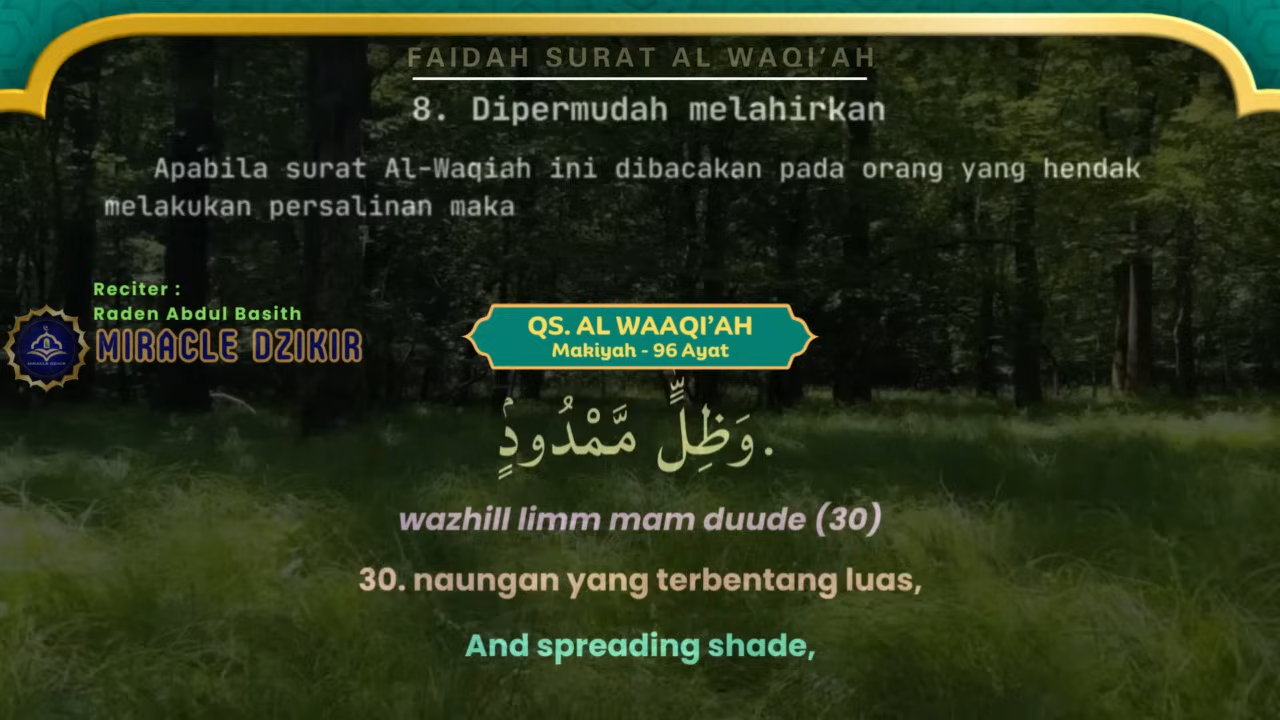 FAIDAH SURAT AL WAQI’AH
8. Dipermudah melahirkan
Apabila surat Al-Waqiah ini dibacakan pada orang yang hendak
melakukan persalinan maka
Reciter :
Raden Abdul Basith
MIRACLE DZIKIR
QS. AL WAAQI’AH
Makiyah - 96 Ayat
وَظِلٍّ مَّمْدُودٍۙ.
wazhill limm mam duude (30)
30. naungan yang terbentang luas,
And spreading shade,